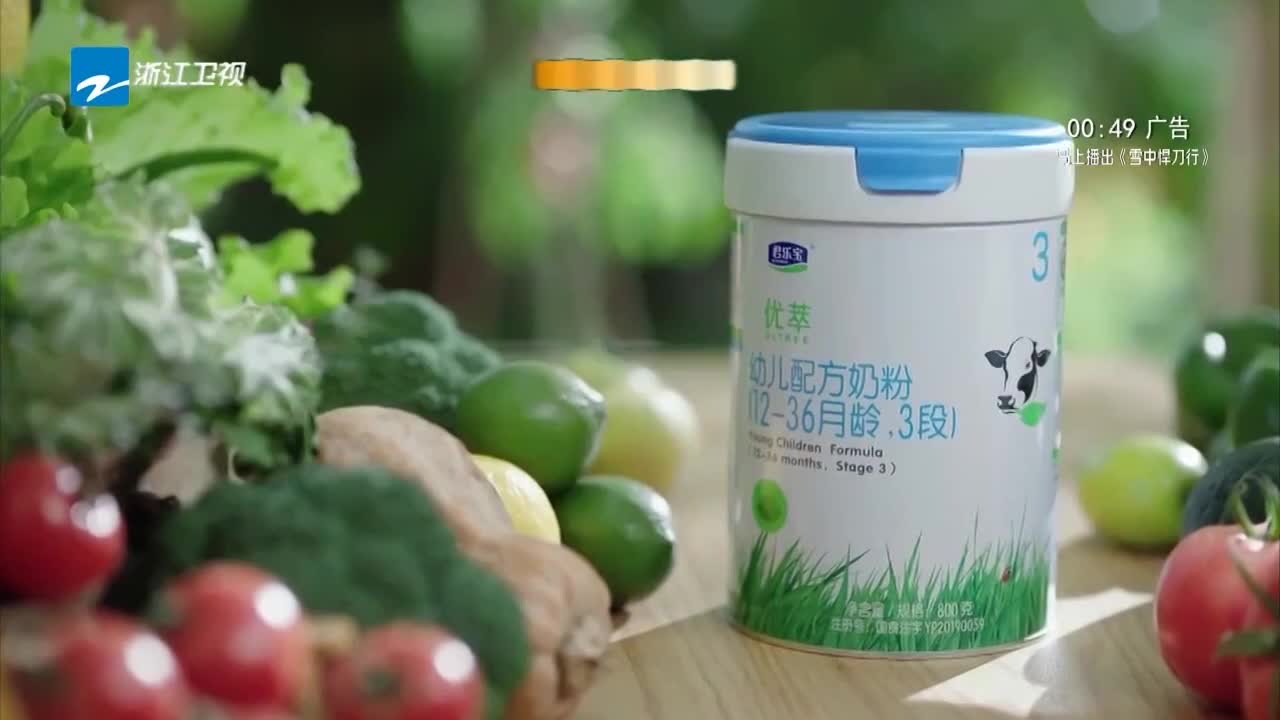 浙江卫视
00:49 广告
上播出《雪中悍刀行》
君乐宝
3
优萃
幼儿配方奶粉
(12-36月龄,3段)
Young Children Formula
(12-36 months, Stage 3)
净含量/规格/800克
注册号/国食注字YP20190059